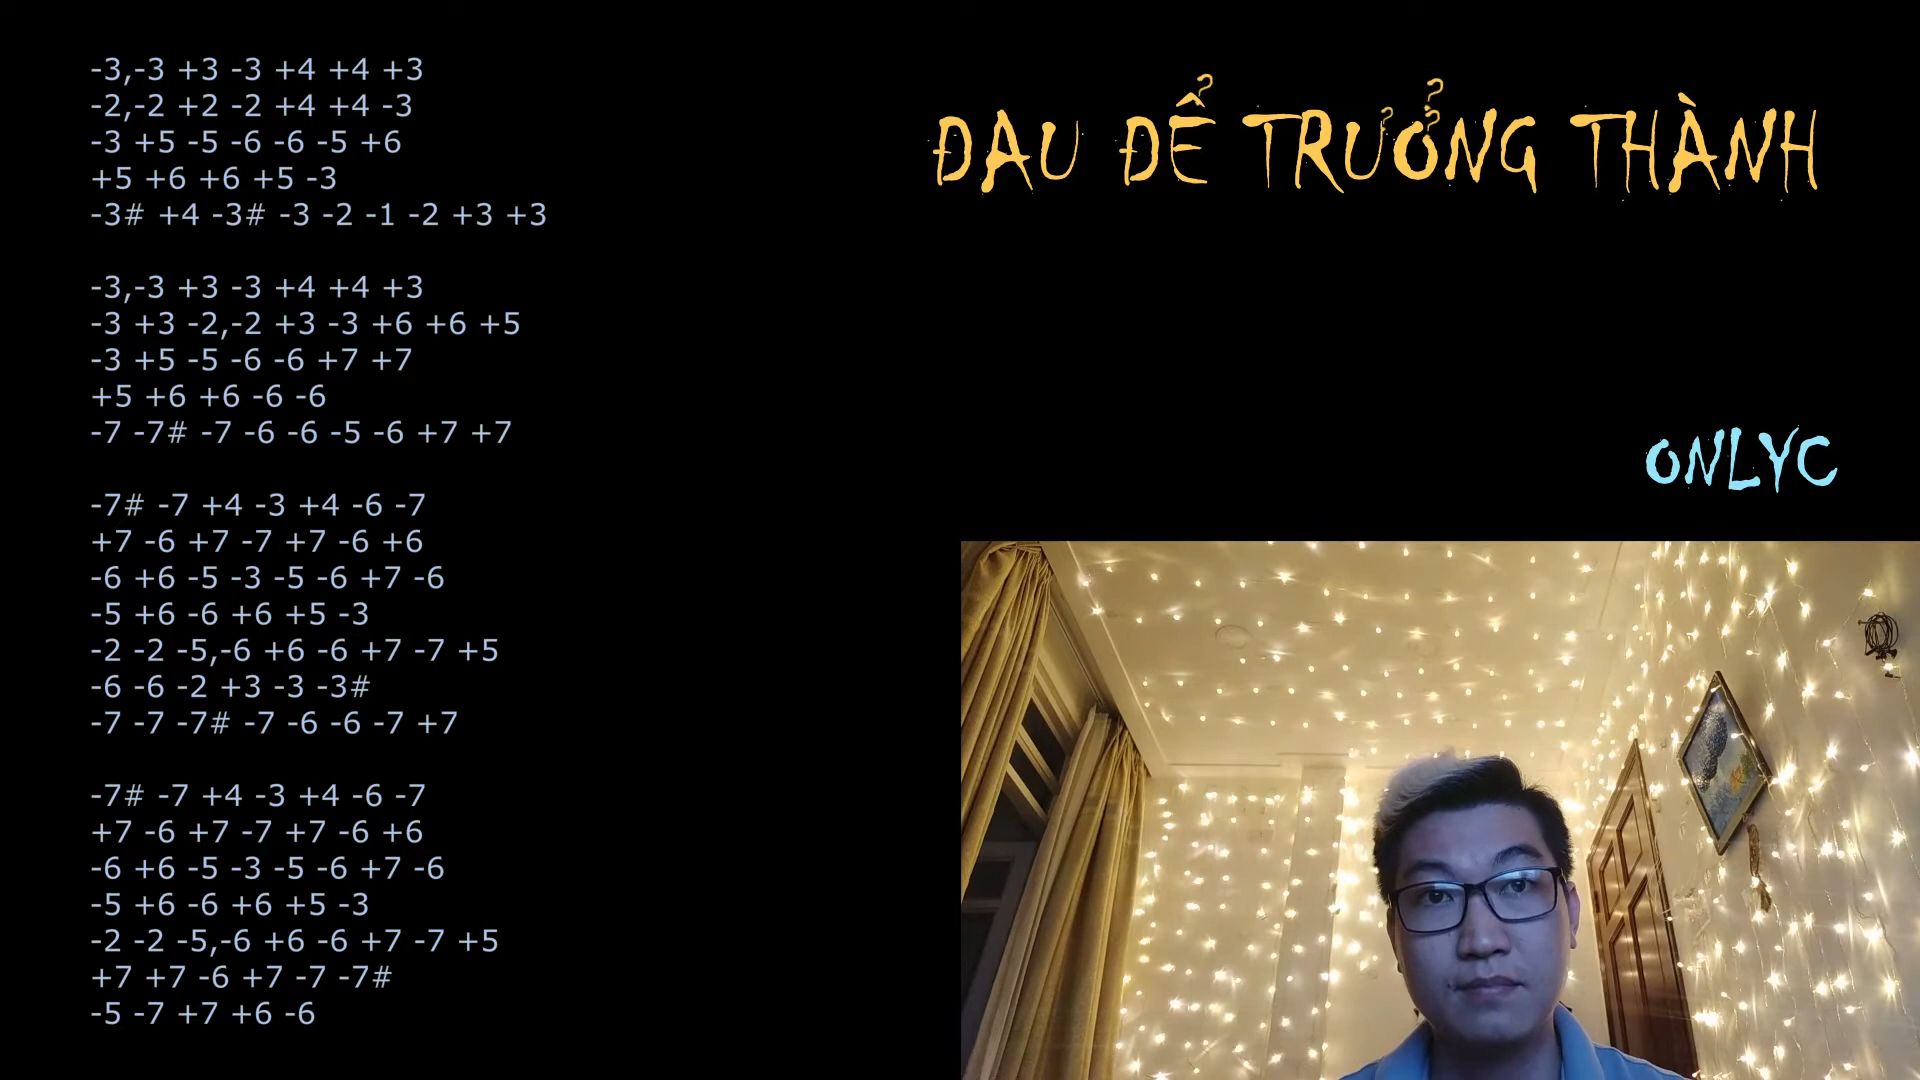 -3,-3 +3 -3 +4 +4 +3
-2,-2 +2 -2 +4 +4 -3
-3 +5 -5 -6 -6 -5 +6
+5 +6 +6 +5 -3
-3# +4 -3# -3 -2 -1 -2 +3 +3
-3,-3 +3 -3 +4 +4 +3
-3 +3 -2,-2 +3 -3 +6 +6 +5
-3 +5 -5 -6 -6 +7 +7
+5 +6 +6 -6 -6
-7 -7# -7 -6 -6 -5 -6 +7 +7
-7# -7 +4 -3 +4 -6 -7
+7 -6 +7 -7 +7 -6 +6
-6 +6 -5 -3 -5 -6 +7 -6
-5 +6 -6 +6 +5 -3
-2 -2 -5,-6 +6 -6 +7 -7 +5
-6 -6 -2 +3 -3 -3#
-7 -7 -7# -7 -6 -6 -7 +7
-7# -7 +4 -3 +4 -6 -7
+7 -6 +7 -7 +7 -6 +6
-6 +6 -5 -3 -5 -6 +7 -6
-5 +6 -6 +6 +5 -3
-2 -2 -5,-6 +6 -6 +7 -7 +5
+7 +7 -6 +7 -7 -7#
-5 -7 +7 +6 -6
ĐAU ĐỂ TRƯỞNG THÀNH
ONLYC